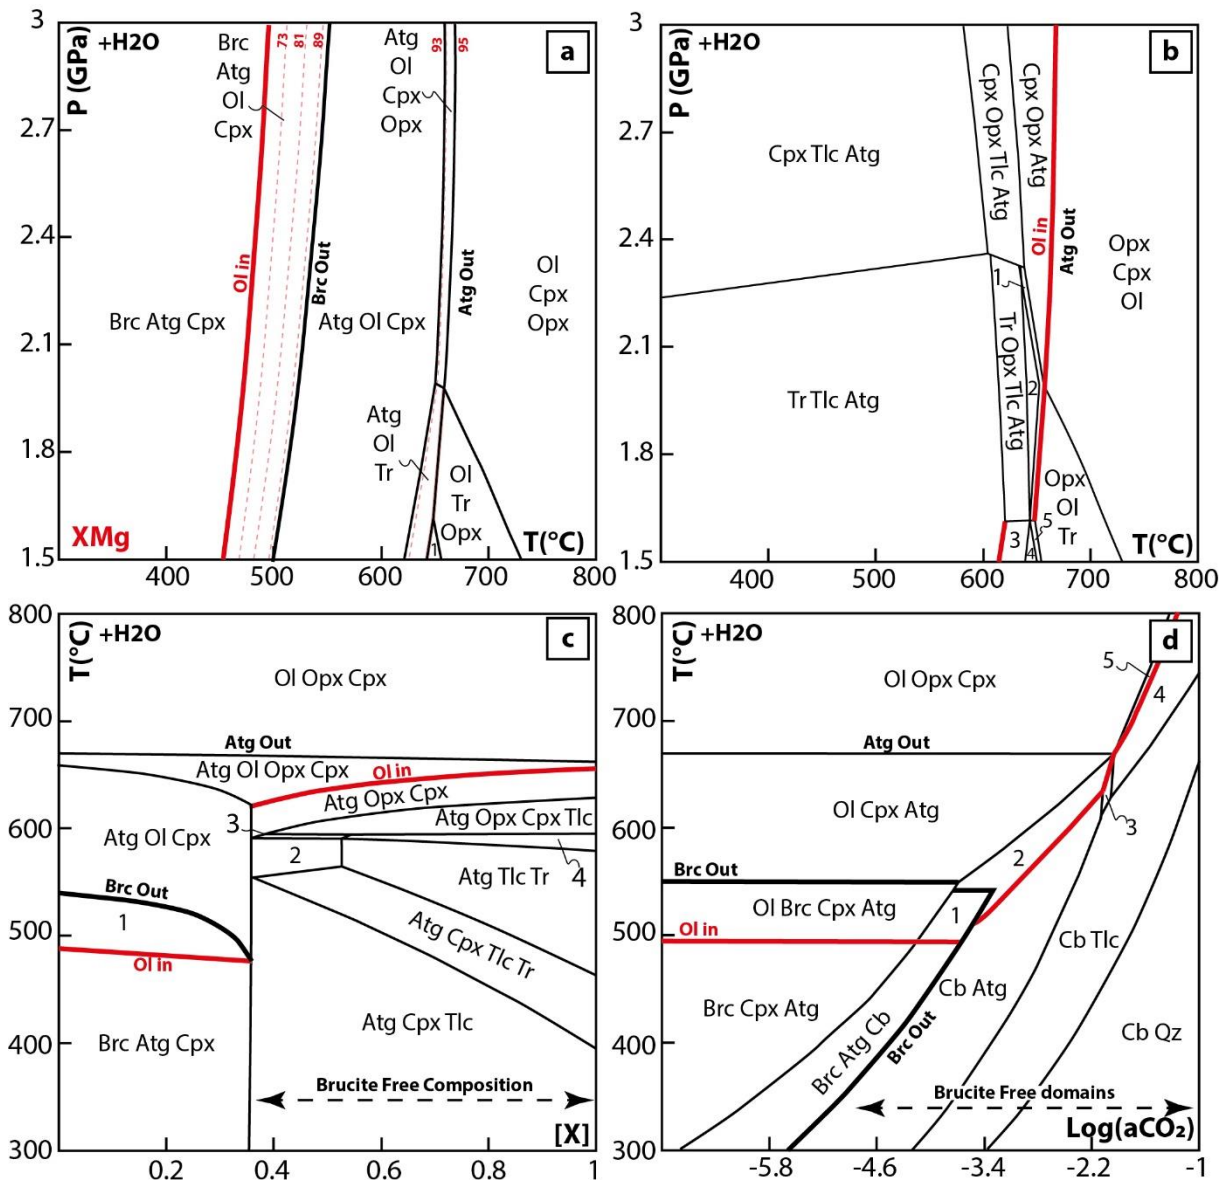 3
+H2O
Brc
Atg
Ol
Cpx
73
81
89
Atg
Ol
Cpx
Opx
93
95
a
P (GPa)
2.7
2.4
Ol in
Brc Out
Atg Out
Ol
Cpx
Opx
Brc Atg Cpx
Atg Ol Cpx
2.1
Atg
Ol
Tr
1.8
Ol
Tr
Opx
1
XMg
T(°C)
1.5
400
500
600
700
800
3
+H2O
b
P (GPa)
Cpx Opx Tlc Atg
Cpx Opx Atg
2.7
Cpx Tlc Atg
Ol in
Atg Out
2.4
Opx
Cpx
Ol
1
2.1
Tr Opx Tlc Atg
2
Tr Tlc Atg
1.8
Opx
Ol
Tr
5
3
4
T(°C)
1.5
400
500
600
700
800
800
+H2O
c
T(°C)
Ol Opx Cpx
700
Atg Out
Atg Ol Opx Cpx
Ol in
Atg Opx Cpx
Atg Opx Cpx Tlc
3
600
Atg Ol Cpx
2
4
Atg Tlc Tr
Brc Out
1
Atg Cpx Tlc Tr
500
Ol in
Atg Cpx Tlc
Brc Atg Cpx
400
Brucite Free Composition
[X]
300
0.2
0.4
0.6
0.8
1
800
+H2O
d
T(°C)
5
4
Ol Opx Cpx
700
Atg Out
Ol Cpx Atg
3
600
2
Brc Out
Ol Brc Cpx Atg
1
500
Ol in
Cb Tlc
Cb Atg
Brc Cpx Atg
Brc Atg Cb
Brc Out
Cb Qz
400
Brucite Free domains
Log(aCO₂)
300
-5.8
-4.6
-3.4
-2.2
-1